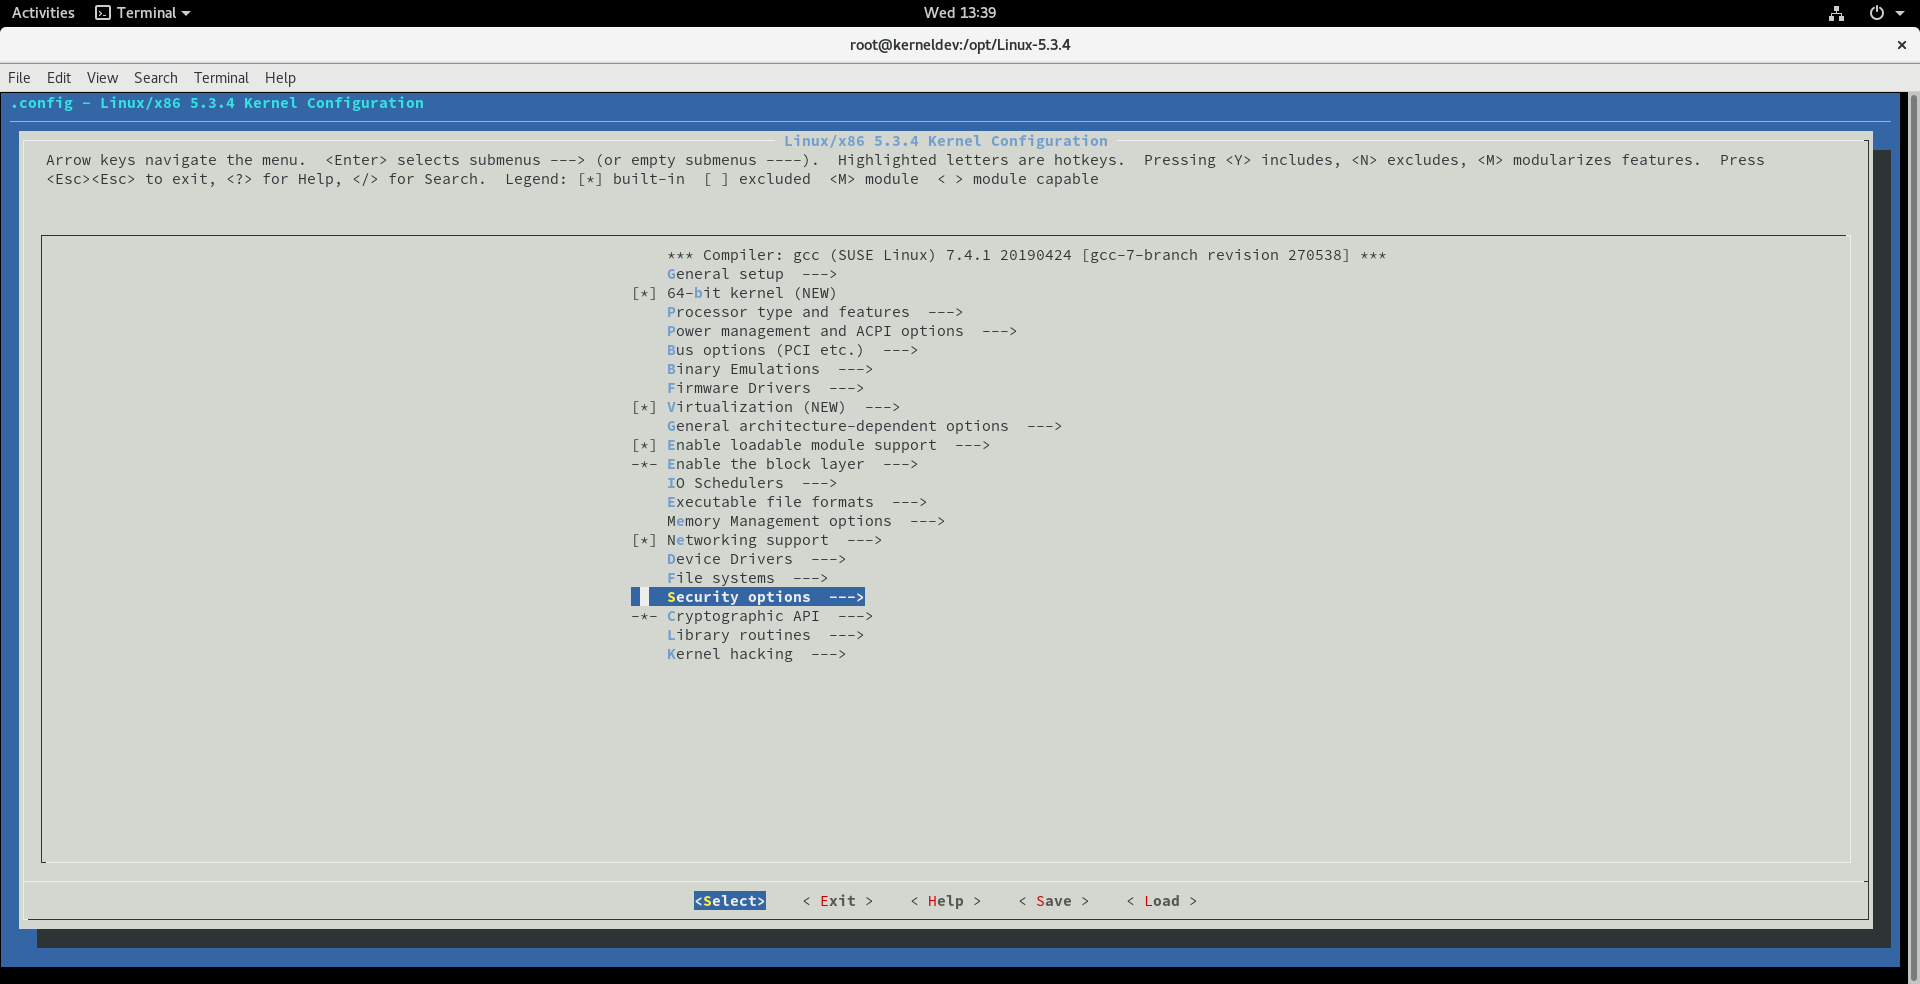 Activities Terminal Wed 13:39
root@kerneldev:/opt/Linux-5.3.4 ×
File Edit View Search Terminal Help
.config - Linux/x86 5.3.4 Kernel Configuration
Linux/x86 5.3.4 Kernel Configuration
Arrow keys navigate the menu.  <Enter> selects submenus ---> (or empty submenus ----).  Highlighted letters are hotkeys.  Pressing <Y> includes, <N> excludes, <M> modularizes features.  Press
<Esc><Esc> to exit, <?> for Help, </> for Search.  Legend: [*] built-in  [ ] excluded  <M> module  < > module capable
*** Compiler: gcc (SUSE Linux) 7.4.1 20190424 [gcc-7-branch revision 270538] ***
General setup  --->
[*] 64-bit kernel (NEW)
Processor type and features  --->
Power management and ACPI options  --->
Bus options (PCI etc.)  --->
Binary Emulations  --->
Firmware Drivers  --->
[*] Virtualization (NEW)  --->
General architecture-dependent options  --->
[*] Enable loadable module support  --->
-*- Enable the block layer  --->
IO Schedulers  --->
Executable file formats  --->
Memory Management options  --->
[*] Networking support  --->
Device Drivers  --->
File systems  --->
Security options  --->
-*- Cryptographic API  --->
Library routines  --->
Kernel hacking  --->
<Select>    < Exit >    < Help >    < Save >    < Load >